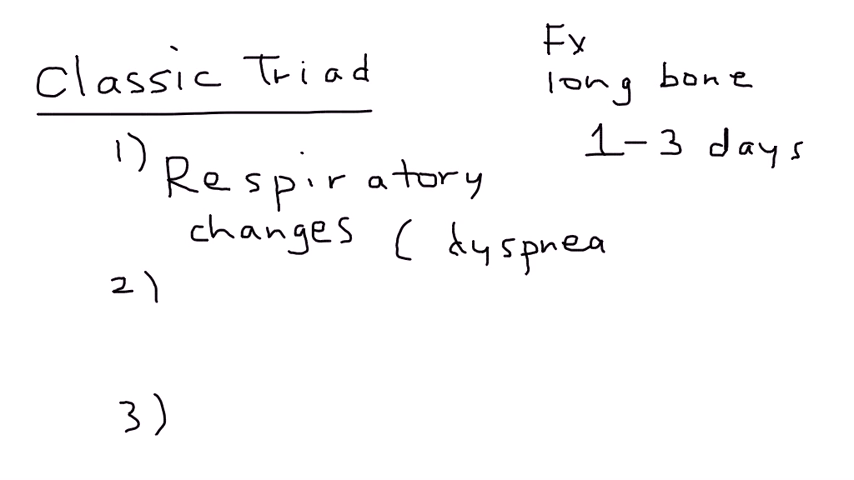 Classic Triad
Fx
long bone
1-3 days
1) Respiratory
changes ( dyspnea
2)
3)